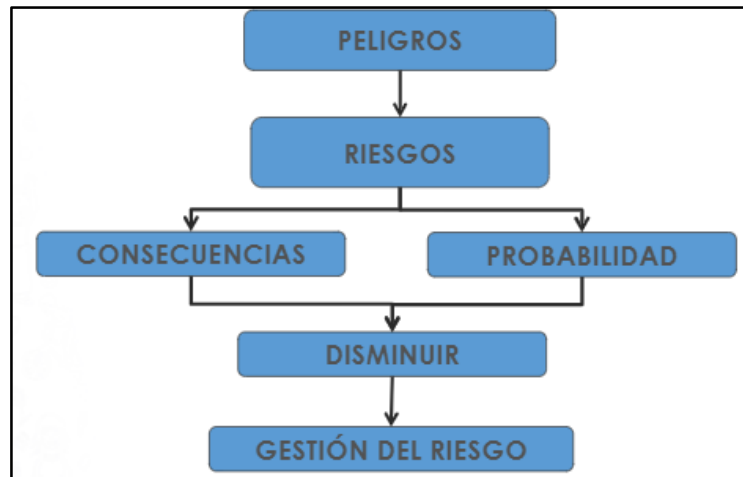 PELIGROS
RIESGOS
CONSECUENCIAS
PROBABILIDAD
DISMINUIR
GESTIÓN DEL RIESGO